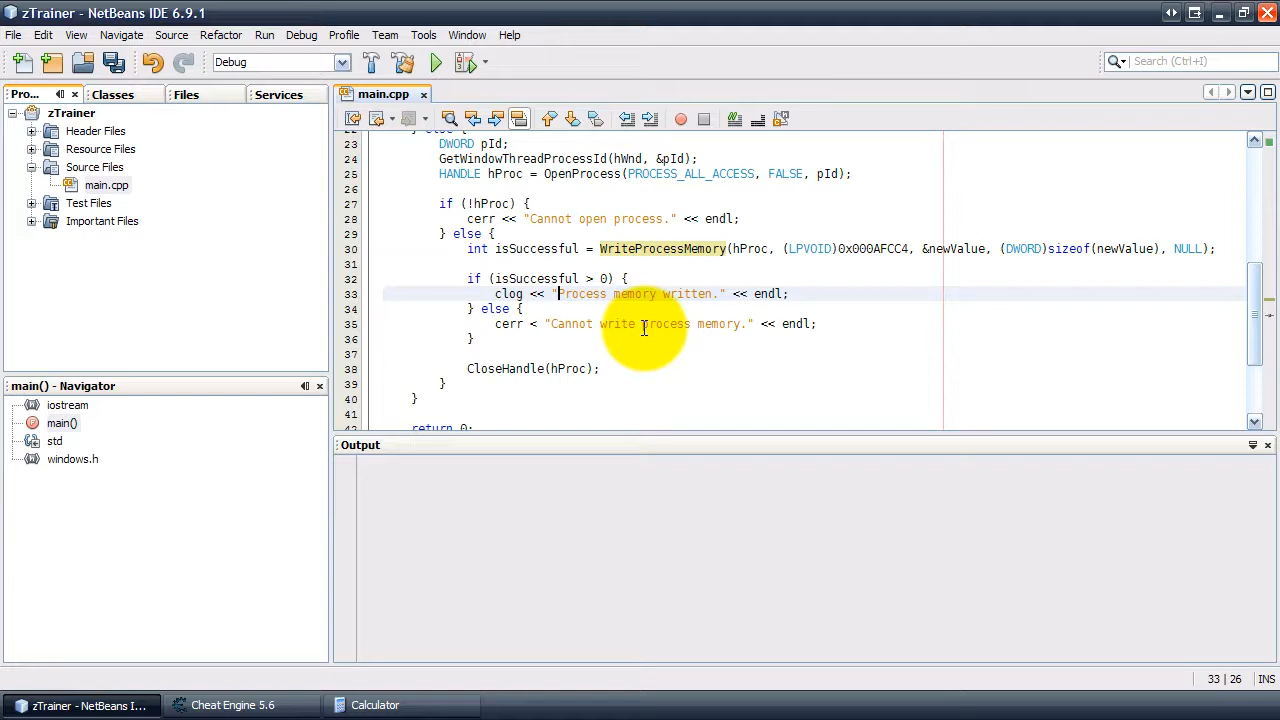 zTrainer - NetBeans IDE 6.9.1
File Edit View Navigate Source Refactor Run Debug Profile Team Tools Window Help
Debug
Search (Ctrl+I)
Pro... Classes Files Services
main.cpp
zTrainer
Header Files
Resource Files
Source Files
main.cpp
Test Files
Important Files
23 DWORD pId;
24 GetWindowThreadProcessId(hWnd, &pId);
25 HANDLE hProc = OpenProcess(PROCESS_ALL_ACCESS, FALSE, pId);
26
27 if (!hProc) {
28 cerr << "Cannot open process." << endl;
29 } else {
30 int isSuccessful = WriteProcessMemory(hProc, (LPVOID)0x000AFCC4, &newValue, (DWORD)sizeof(newValue), NULL);
31
32 if (isSuccessful > 0) {
33 clog << "Process memory written." << endl;
34 } else {
35 cerr < "Cannot write process memory." << endl;
36 }
37
38 CloseHandle(hProc);
39 }
40 }
41
42 return 0;
main() - Navigator
iostream
main()
std
windows.h
Output
33 | 26 INS
zTrainer - NetBeans I... Cheat Engine 5.6 Calculator